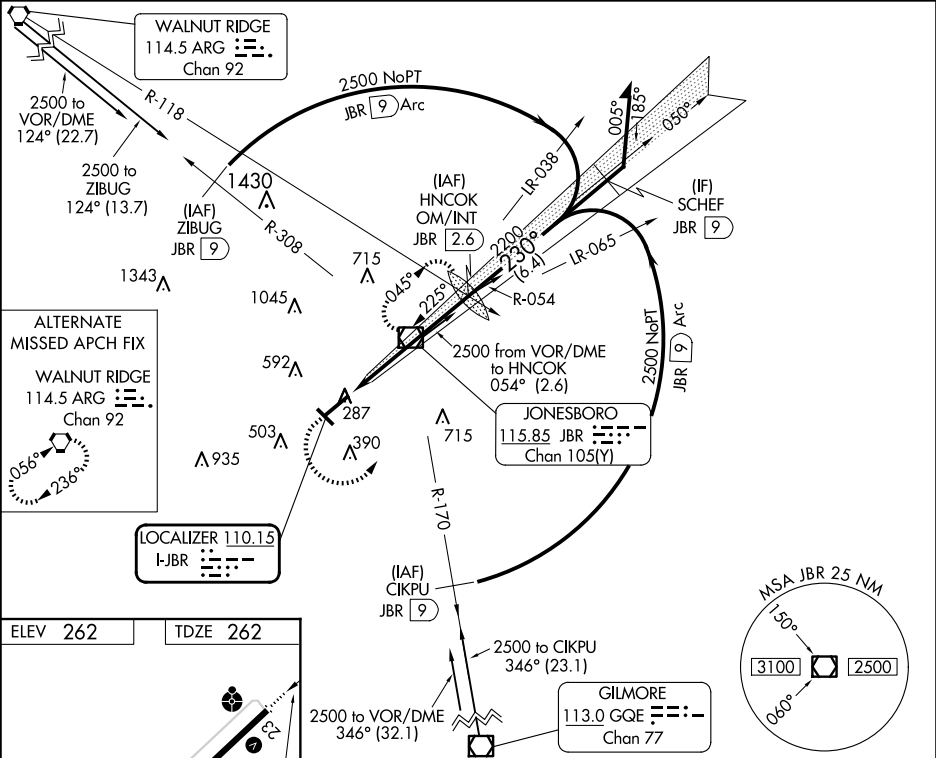 WALNUT RIDGE
114.5 ARG
Chan 92
2500 to
VOR/DME
124° (22.7)
R-118
2500 NoPT
JBR 9 Arc
2500 to
ZIBUG
124° (13.7)
1430
(IAF)
ZIBUG
JBR 9
R-308
(IAF)
HNCOK
OM/INT
JBR 2.6
LR-038
005°
185°
050°
(IF)
SCHEF
JBR 9
2200
230°
(6.4)
LR-065
R-054
1343
715
1045
045°
225°
2500 NoPT
JBR 9 Arc
ALTERNATE
MISSED APCH FIX
WALNUT RIDGE
114.5 ARG
Chan 92
056°
236°
592
2500 from VOR/DME
to HNCOK
054° (2.6)
287
503
390
935
715
JONESBORO
115.85 JBR
Chan 105(Y)
R-170
LOCALIZER 110.15
I-JBR
(IAF)
CIKPU
JBR 9
2500 to CIKPU
346° (23.1)
2500 to VOR/DME
346° (32.1)
GILMORE
113.0 GQE
Chan 77
MSA JBR 25 NM
150°
3100
2500
060°
ELEV 262
TDZE 262
23
V